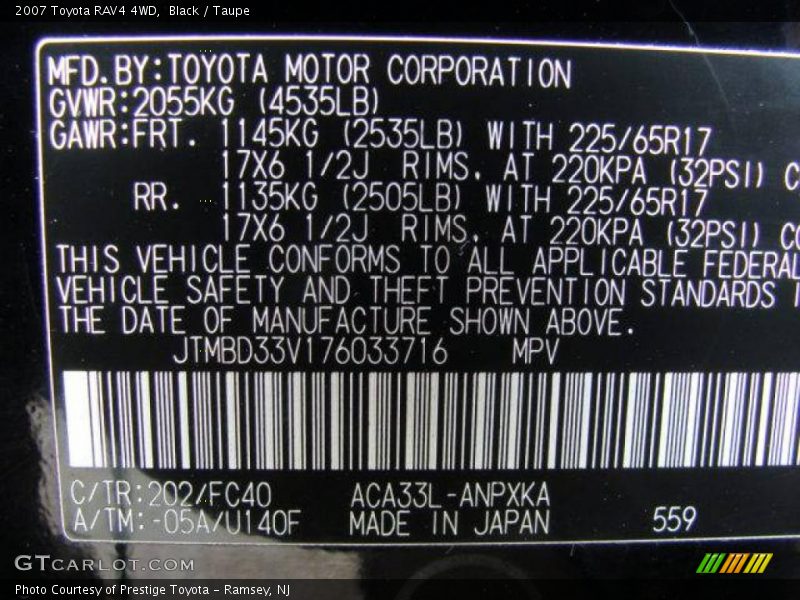 2007 Toyota RAV4 4WD, Black / Taupe
MFD.BY:TOYOTA MOTOR CORPORATION
GVWR:2055KG (4535LB)
GAWR:FRT. 1145KG (2535LB) WITH 225/65R17
17X6 1/2J RIMS. AT 220KPA (32PSI) C
RR. 1135KG (2505LB) WITH 225/65R17
17X6 1/2J RIMS. AT 220KPA (32PSI) CO
THIS VEHICLE CONFORMS TO ALL APPLICABLE FEDERAL
VEHICLE SAFETY AND THEFT PREVENTION STANDARDS I
THE DATE OF MANUFACTURE SHOWN ABOVE.
JTMBD33V176033716 MPV
C/TR:202/FC40 ACA33L-ANPXKA
A/TM:-05A/U140F MADE IN JAPAN 559
GTCARLOT.COM
Photo Courtesy of Prestige Toyota - Ramsey, NJ